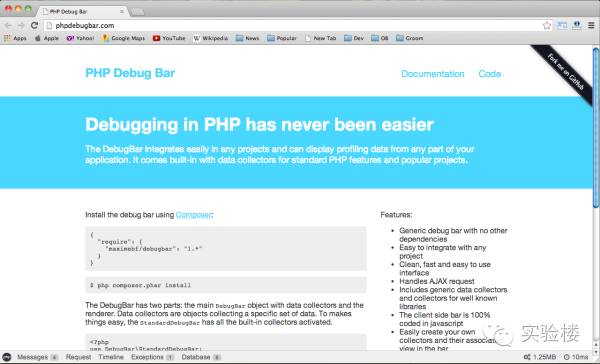 PHP Debug Bar
phpdebugbar.com
Apps Apple Yahoo! Google Maps YouTube Wikipedia News Popular New Tab Dev OB Groom
PHP Debug Bar
Documentation Code
Fork me on GitHub
Debugging in PHP has never been easier
The DebugBar integrates easily in any projects and can display profiling data from any part of your
application. It comes built-in with data collectors for standard PHP features and popular projects.
Install the debug bar using Composer:
{
"require": {
"maximebf/debugbar": "1.*"
}
}
$ php composer.phar install
The DebugBar has two parts: the main DebugBar object with data collectors and the
renderer. Data collectors are objects collecting a specific set of data. To makes
things easy, the StandardDebugBar has all the built-in collectors activated.
<?php
use DebugBar\StandardDebugBar;
Features:
Generic debug bar with no other
dependencies
Easy to integrate with any
project
Clean, fast and easy to use
interface
Handles AJAX request
Includes generic data collectors
and collectors for well known
libraries
The client side bar is 100%
coded in javascript
Easily create your own
collectors and their associated
view in the bar
实验楼
Messages Request Timeline Exceptions 1 Database 1.25MB 10ms